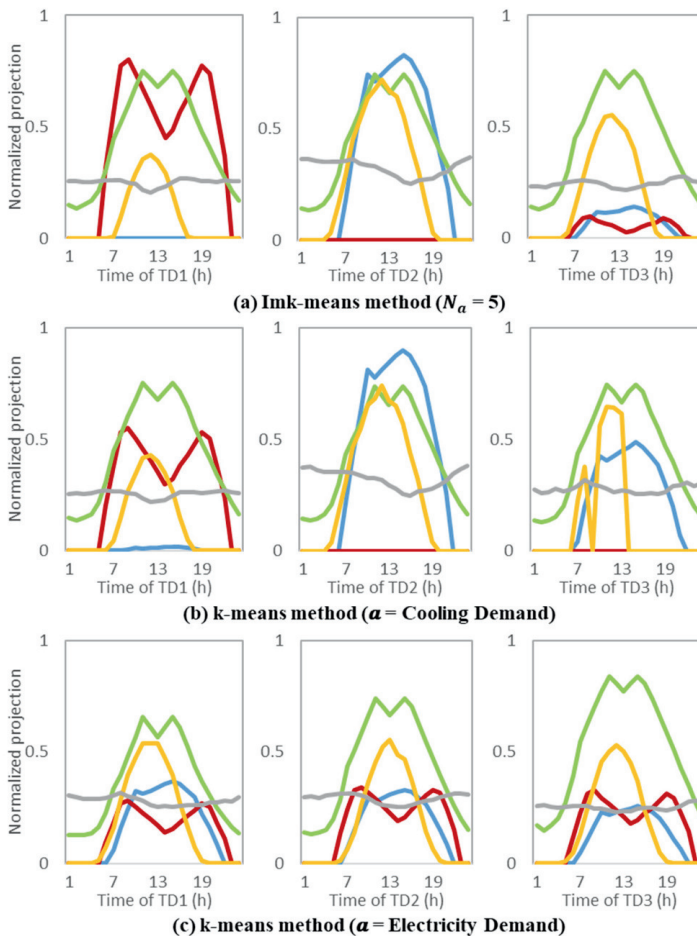 1
Normalized projection
0.5
0
1 7 13 19
Time of TD1 (h)
1
0.5
0
1 7 13 19
Time of TD2 (h)
1
0.5
0
1 7 13 19
Time of TD3 (h)
(a) Imk-means method (Nₐ = 5)
1
Normalized projection
0.5
0
1 7 13 19
Time of TD1 (h)
1
0.5
0
1 7 13 19
Time of TD2 (h)
1
0.5
0
1 7 13 19
Time of TD3 (h)
(b) k-means method (a = Cooling Demand)
1
Normalized projection
0.5
0
1 7 13 19
Time of TD1 (h)
1
0.5
0
1 7 13 19
Time of TD2 (h)
1
0.5
0
1 7 13 19
Time of TD3 (h)
(c) k-means method (a = Electricity Demand)